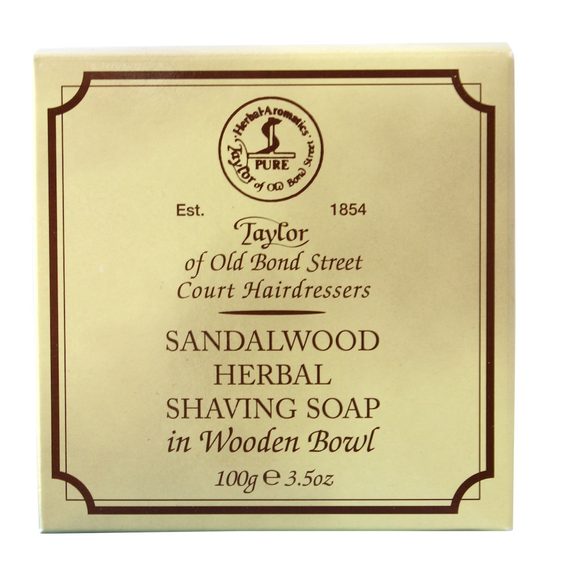 Herbal Aromatics
PURE
Taylor of Old Bond Street
Est. 1854
Taylor
of Old Bond Street
Court Hairdressers
SANDALWOOD
HERBAL
SHAVING SOAP
in Wooden Bowl
100g ℮ 3.5oz